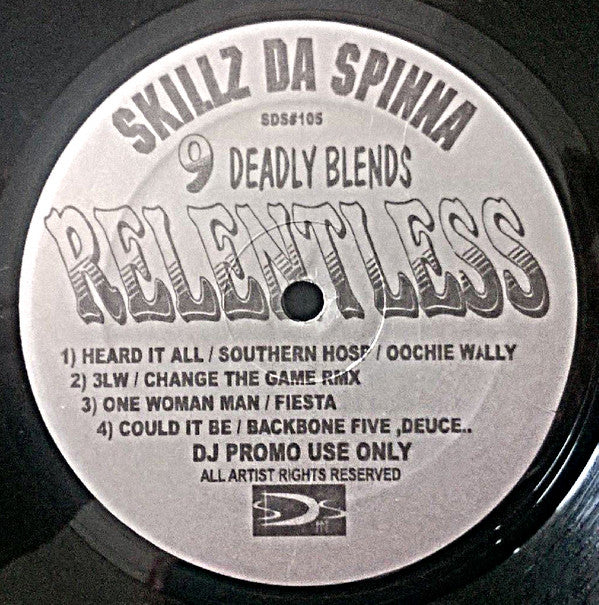 SKILLZ DA SPINNA
SDS#105
9 DEADLY BLENDS
RELENTLESS
1) HEARD IT ALL / SOUTHERN HOSP / OOCHIE WALLY
2) 3LW / CHANGE THE GAME RMX
3) ONE WOMAN MAN / FIESTA
4) COULD IT BE / BACKBONE FIVE ,DEUCE..
DJ PROMO USE ONLY
ALL ARTIST RIGHTS RESERVED
SDS